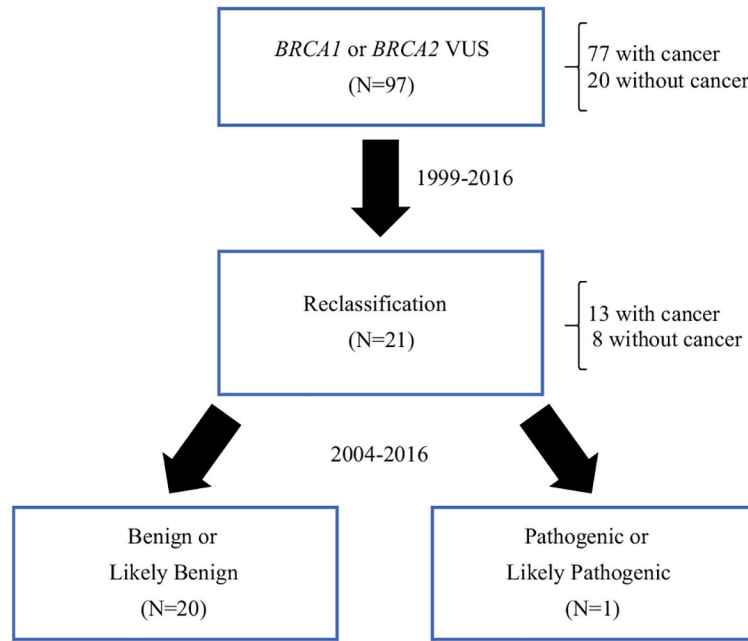 BRCA1 or BRCA2 VUS
(N=97)
77 with cancer
20 without cancer
1999-2016
Reclassification
(N=21)
13 with cancer
8 without cancer
2004-2016
Benign or
Likely Benign
(N=20)
Pathogenic or
Likely Pathogenic
(N=1)